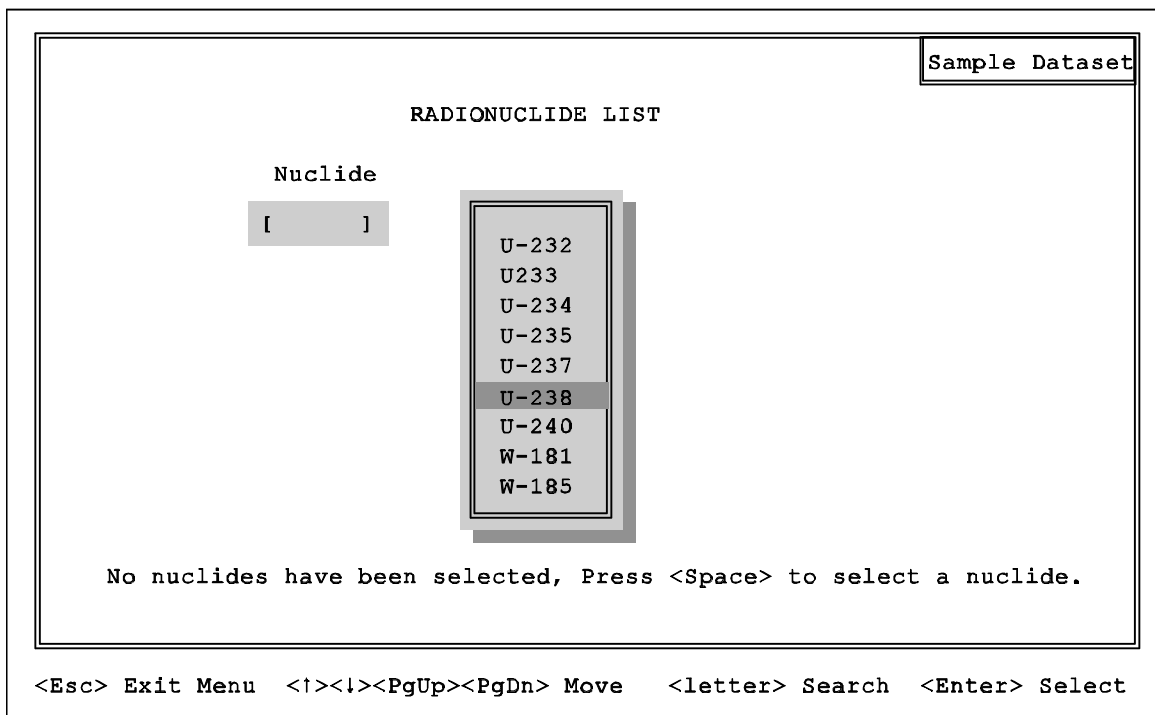 Sample Dataset
RADIONUCLIDE LIST
Nuclide
[ ]
U-232
U233
U-234
U-235
U-237
U-238
U-240
W-181
W-185
No nuclides have been selected, Press <Space> to select a nuclide.
<Esc> Exit Menu <↑><↓><PgUp><PgDn> Move <letter> Search <Enter> Select